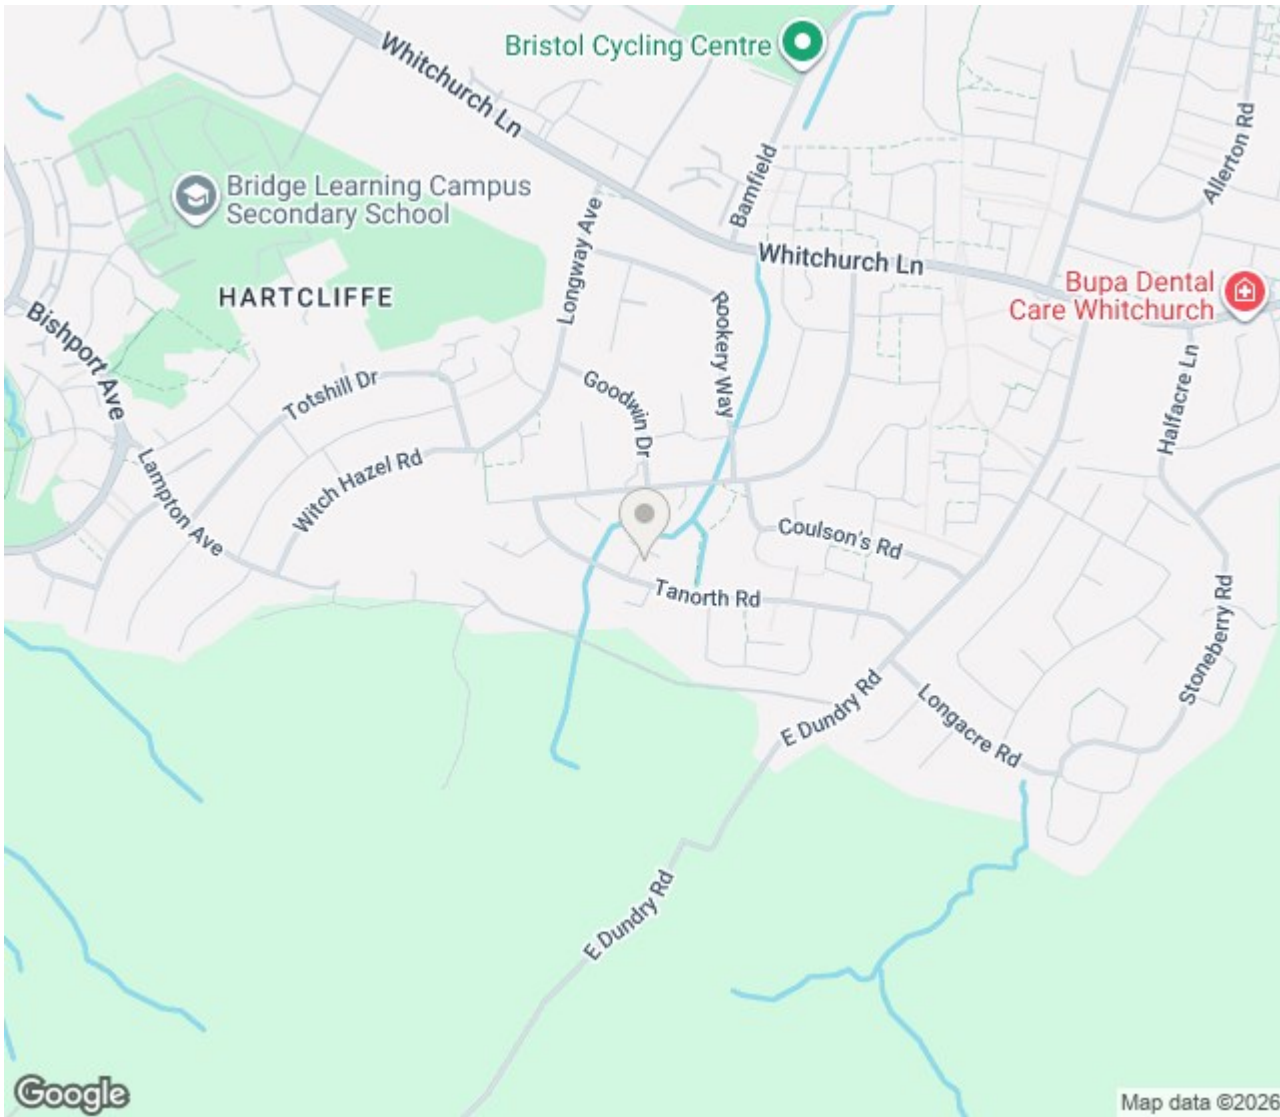 Bristol Cycling Centre
Whitchurch Ln
Allerton Rd
Bridge Learning Campus
Secondary School
Bamfield
Longway Ave
Whitchurch Ln
HARTCLIFFE
Bupa Dental
Care Whitchurch
Bishport Ave
Rookery Way
Totshill Dr
Goodwin Dr
Halfacre Ln
Lampton Ave
Witch Hazel Rd
Coulson's Rd
Tanorth Rd
Stoneberry Rd
E Dundry Rd
Longacre Rd
E Dundry Rd
Google
Map data ©2026